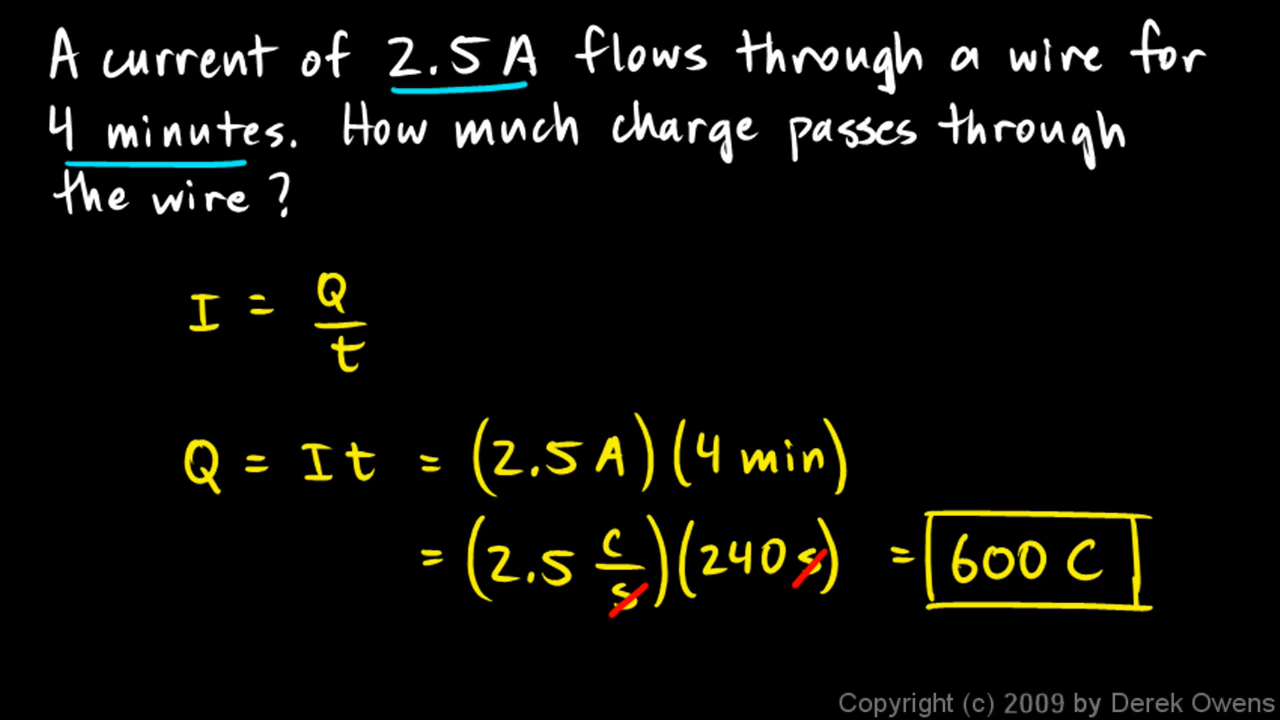 A current of 2.5 A flows through a wire for
4 minutes. How much charge passes through
the wire?
I = Q/t
Q = I t = (2.5 A)(4 min)
= (2.5 C/s)(240 s) = 600 C
Copyright (c) 2009 by Derek Owens